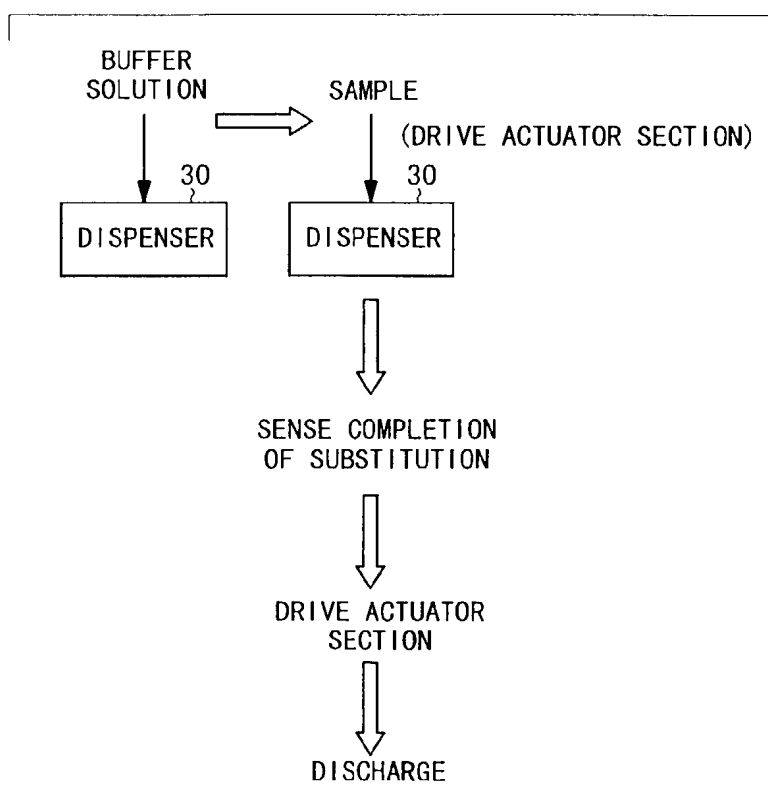 BUFFER
SOLUTION
SAMPLE
(DRIVE ACTUATOR SECTION)
30
30
DISPENSER
DISPENSER
SENSE COMPLETION
OF SUBSTITUTION
DRIVE ACTUATOR
SECTION
DISCHARGE